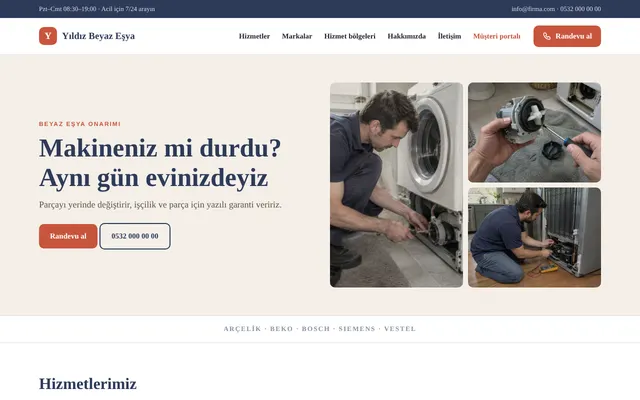 Pzt–Cmt 08:30–19:00 · Acil için 7/24 arayın
info@firma.com · 0532 000 00 00
Y Yıldız Beyaz Eşya
Hizmetler Markalar Hizmet bölgeleri Hakkımızda İletişim Müşteri portalı Randevu al
BEYAZ EŞYA ONARIMI
Makineniz mi durdu?
Aynı gün evinizdeyiz
Parçayı yerinde değiştirir, işçilik ve parça için yazılı garanti veririz.
Randevu al 0532 000 00 00
ARÇELİK · BEKO · BOSCH · SIEMENS · VESTEL
Hizmetlerimiz